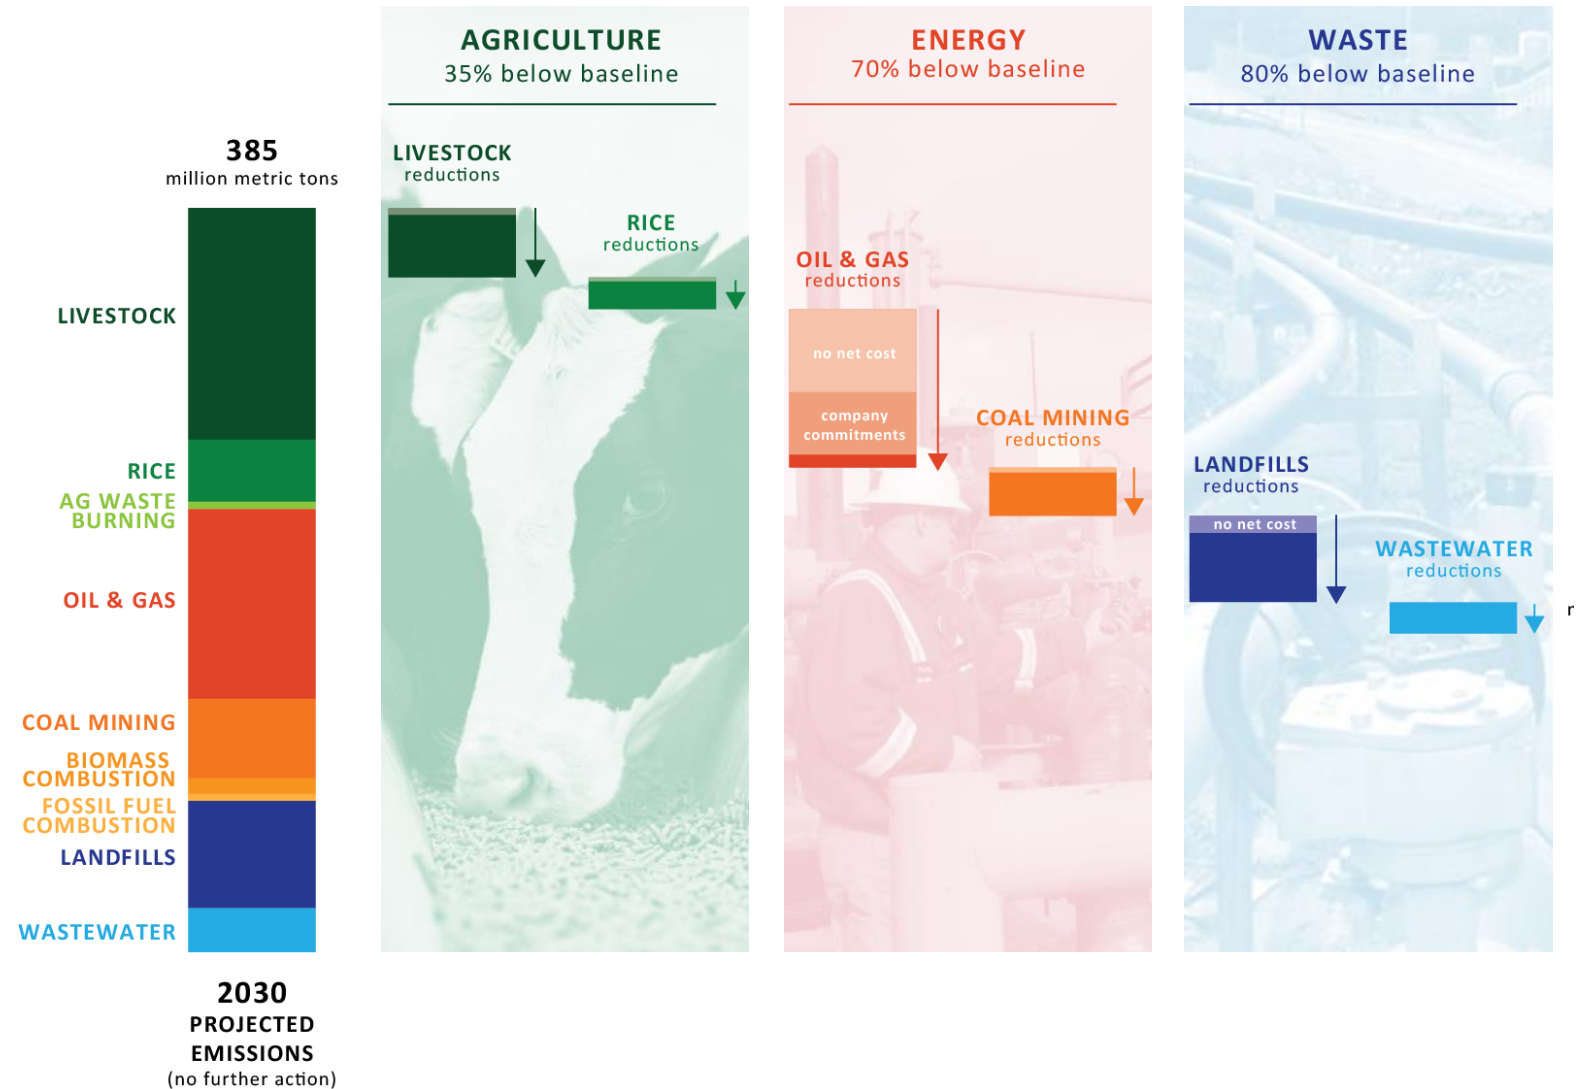 385
million metric tons
LIVESTOCK
RICE
AG WASTE
BURNING
OIL & GAS
COAL MINING
BIOMASS
COMBUSTION
FOSSIL FUEL
COMBUSTION
LANDFILLS
WASTEWATER
2030
PROJECTED
EMISSIONS
(no further action)
AGRICULTURE
35% below baseline
LIVESTOCK
reductions
RICE
reductions
ENERGY
70% below baseline
OIL & GAS
reductions
no net cost
company
commitments
COAL MINING
reductions
WASTE
80% below baseline
LANDFILLS
reductions
no net cost
WASTEWATER
reductions